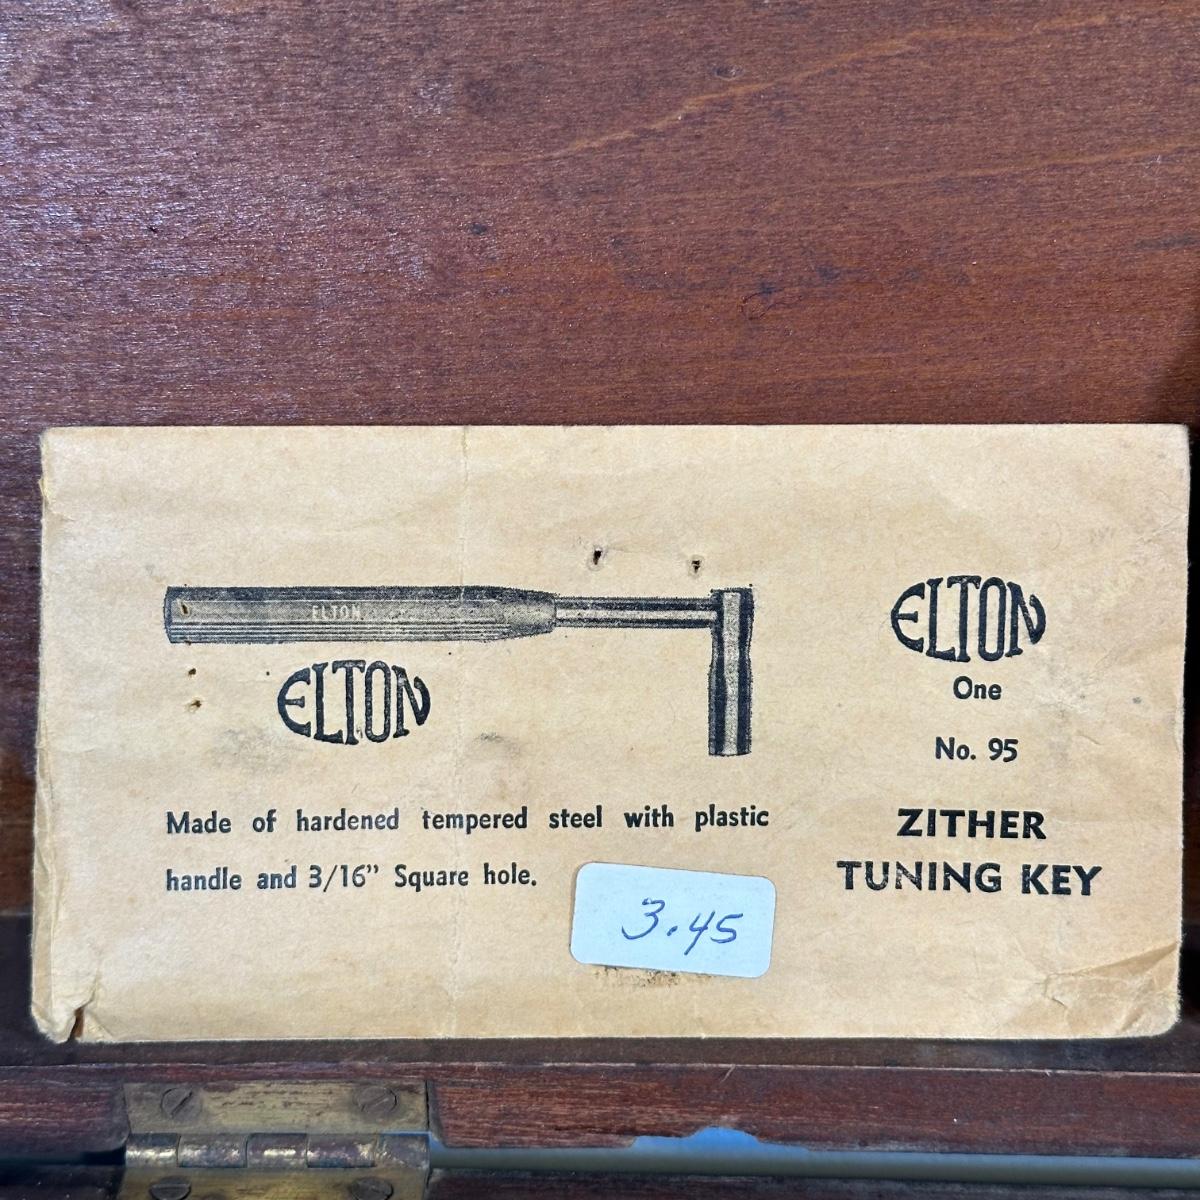 ELTON
ELTON
Made of hardened tempered steel with plastic
handle and 3/16” Square hole.
3.45
ELTON
One
No. 95
ZITHER
TUNING KEY